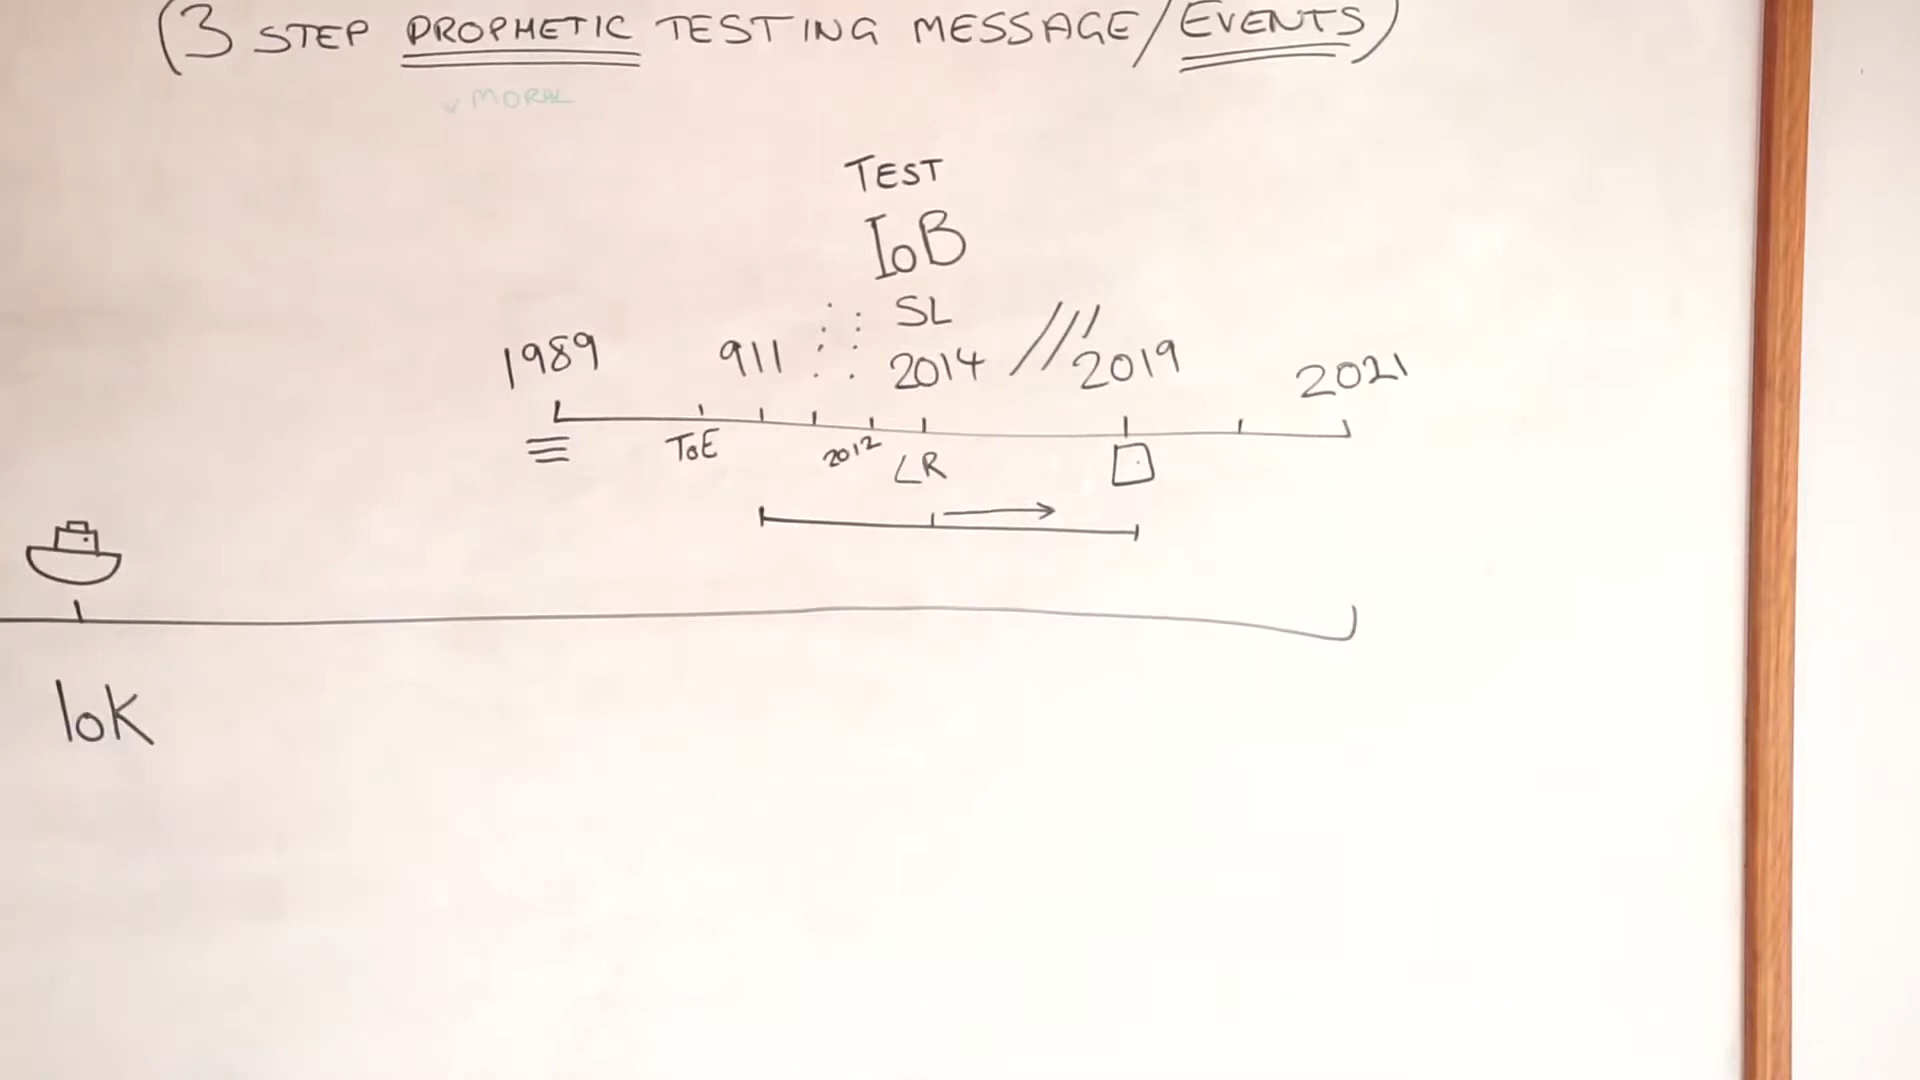 (3 STEP PROPHETIC TESTING MESSAGE/EVENTS)
✓ MORAL
TEST
IoB
SL
1989 911 2014 2019 2021
ToE 2012 LR
IoK